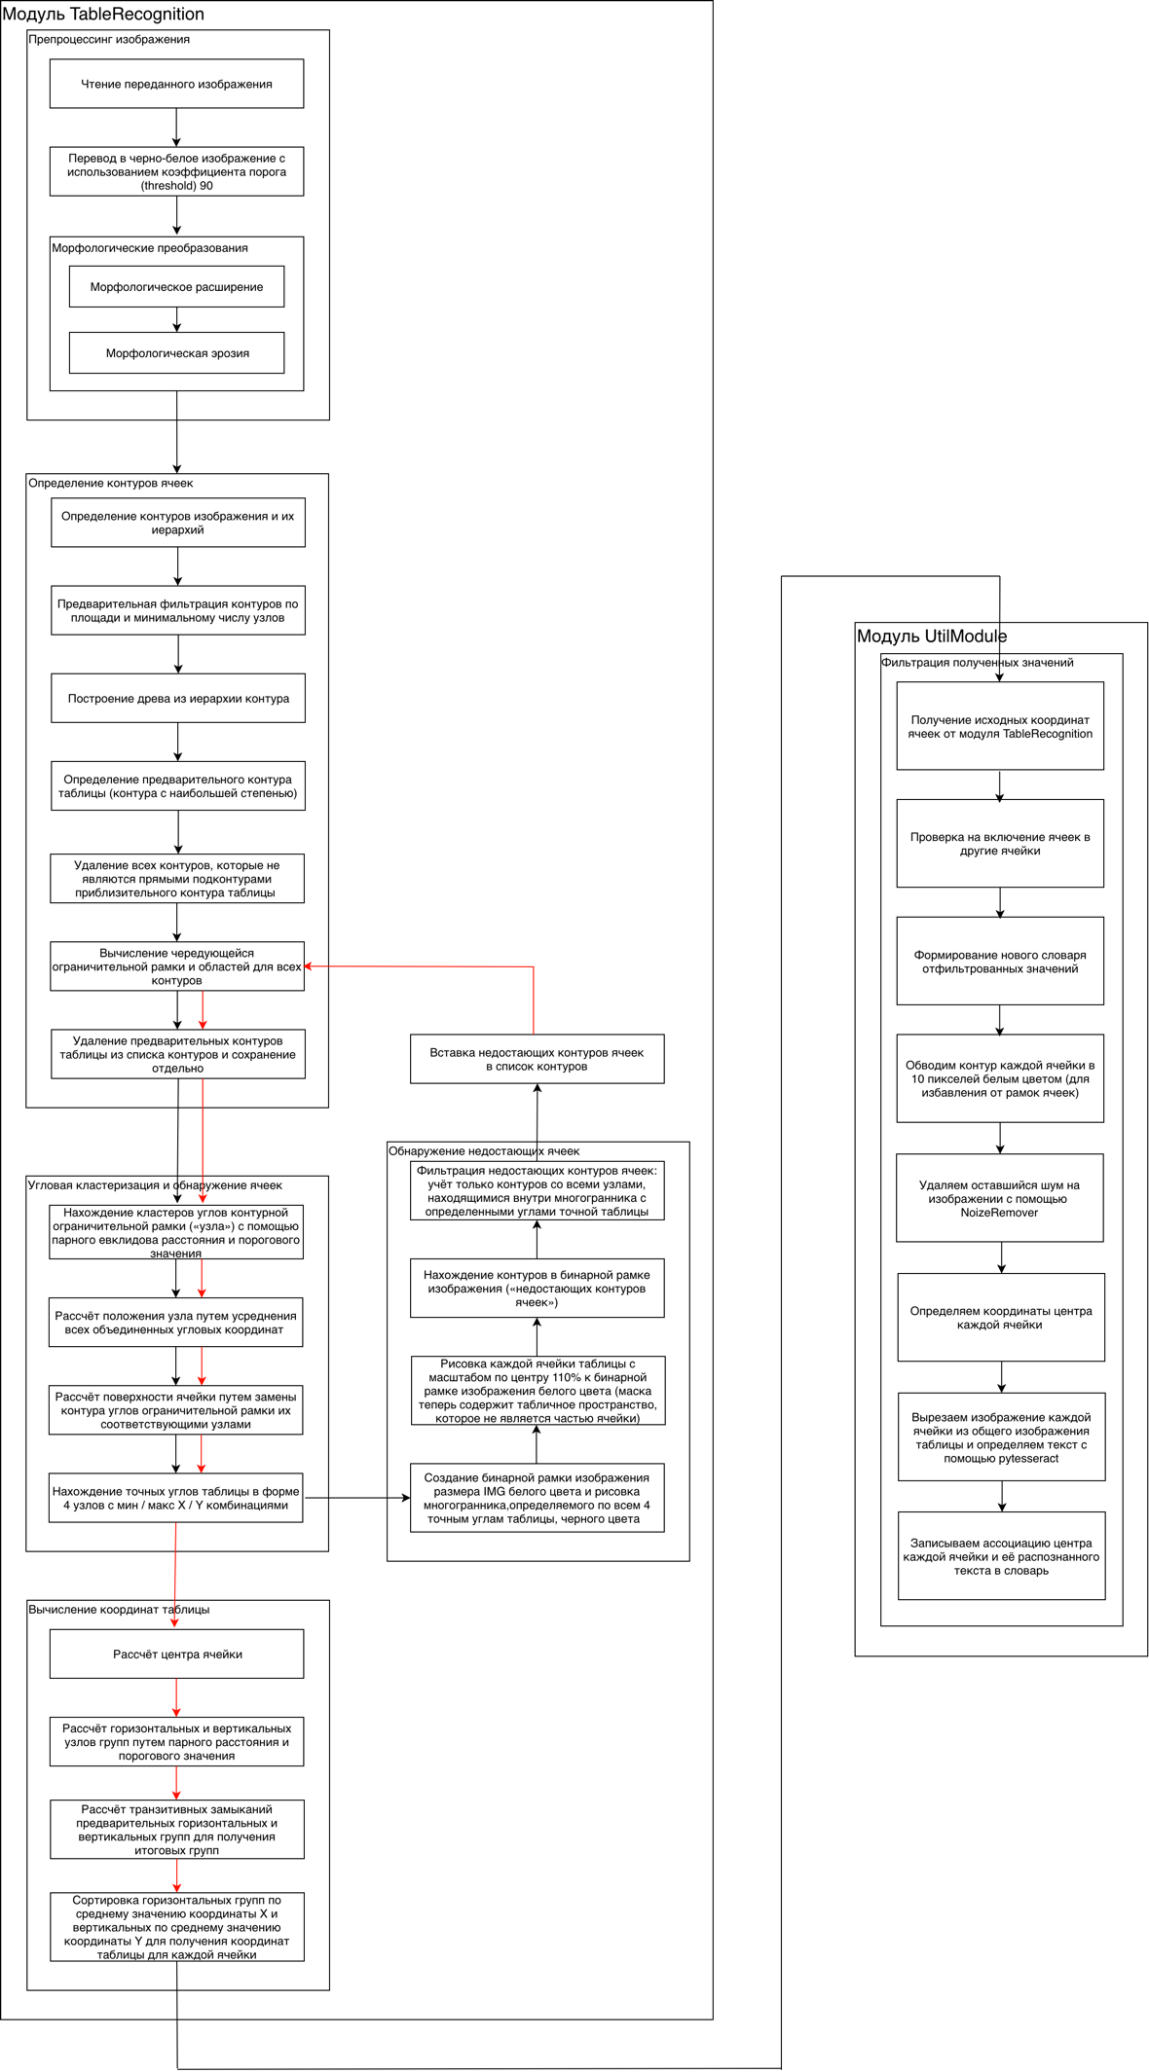 Модуль TableRecognition
Препроцессинг изображения
Чтение переданного изображения
Перевод в черно-белое изображение с
использованием коэффициента порога
(threshold) 90
Морфологические преобразования
Морфологическое расширение
Морфологическая эрозия
Определение контуров ячеек
Определение контуров изображения и их
иерархий
Предварительная фильтрация контуров по
площади и минимальному числу узлов
Построение древа из иерархии контура
Определение предварительного контура
таблицы (контура с наибольшей степенью)
Удаление всех контуров, которые не
являются прямыми подконтурами
приблизительного контура таблицы
Вычисление чередующейся
ограничительной рамки и областей для всех
контуров
Удаление предварительных контуров
таблицы из списка контуров и сохранение
отдельно
Угловая кластеризация и обнаружение ячеек
Нахождение кластеров углов контурной
ограничительной рамки («узла») с помощью
парного евклидова расстояния и порогового
значения
Рассчёт положения узла путем усреднения
всех объединенных угловых координат
Рассчёт поверхности ячейки путем замены
контура углов ограничительной рамки их
соответствующими узлами
Нахождение точных углов таблицы в форме
4 узлов с мин / макс X / Y комбинациями
Вставка недостающих контуров ячеек
в список контуров
Обнаружение недостающих ячеек
Фильтрация недостающих контуров ячеек:
учёт только контуров со всеми узлами,
находящимися внутри многогранника с
определенными углами точной таблицы
Нахождение контуров в бинарной рамке
изображения («недостающих контуров
ячеек»)
Рисовка каждой ячейки таблицы с
масштабом по центру 110% к бинарной
рамке изображения белого цвета (маска
теперь содержит табличное пространство,
которое не является частью ячейки)
Создание бинарной рамки изображения
размера IMG белого цвета и рисовка
многогранника,определяемого по всем 4
точным углам таблицы, черного цвета
Вычисление координат таблицы
Рассчёт центра ячейки
Рассчёт горизонтальных и вертикальных
узлов групп путем парного расстояния и
порогового значения
Рассчёт транзитивных замыканий
предварительных горизонтальных и
вертикальных групп для получения
итоговых групп
Сортировка горизонтальных групп по
среднему значению координаты X и
вертикальных по среднему значению
координаты Y для получения координат
таблицы для каждой ячейки
Модуль UtilModule
Фильтрация полученных значений
Получение исходных координат
ячеек от модуля TableRecognition
Проверка на включение ячеек в
другие ячейки
Формирование нового словаря
отфильтрованных значений
Обводим контур каждой ячейки в
10 пикселей белым цветом (для
избавления от рамок ячеек)
Удаляем оставшийся шум на
изображении с помощью
NoizeRemover
Определяем координаты центра
каждой ячейки
Вырезаем изображение каждой
ячейки из общего изображения
таблицы и определяем текст с
помощью pytesseract
Записываем ассоциацию центра
каждой ячейки и её распознанного
текста в словарь